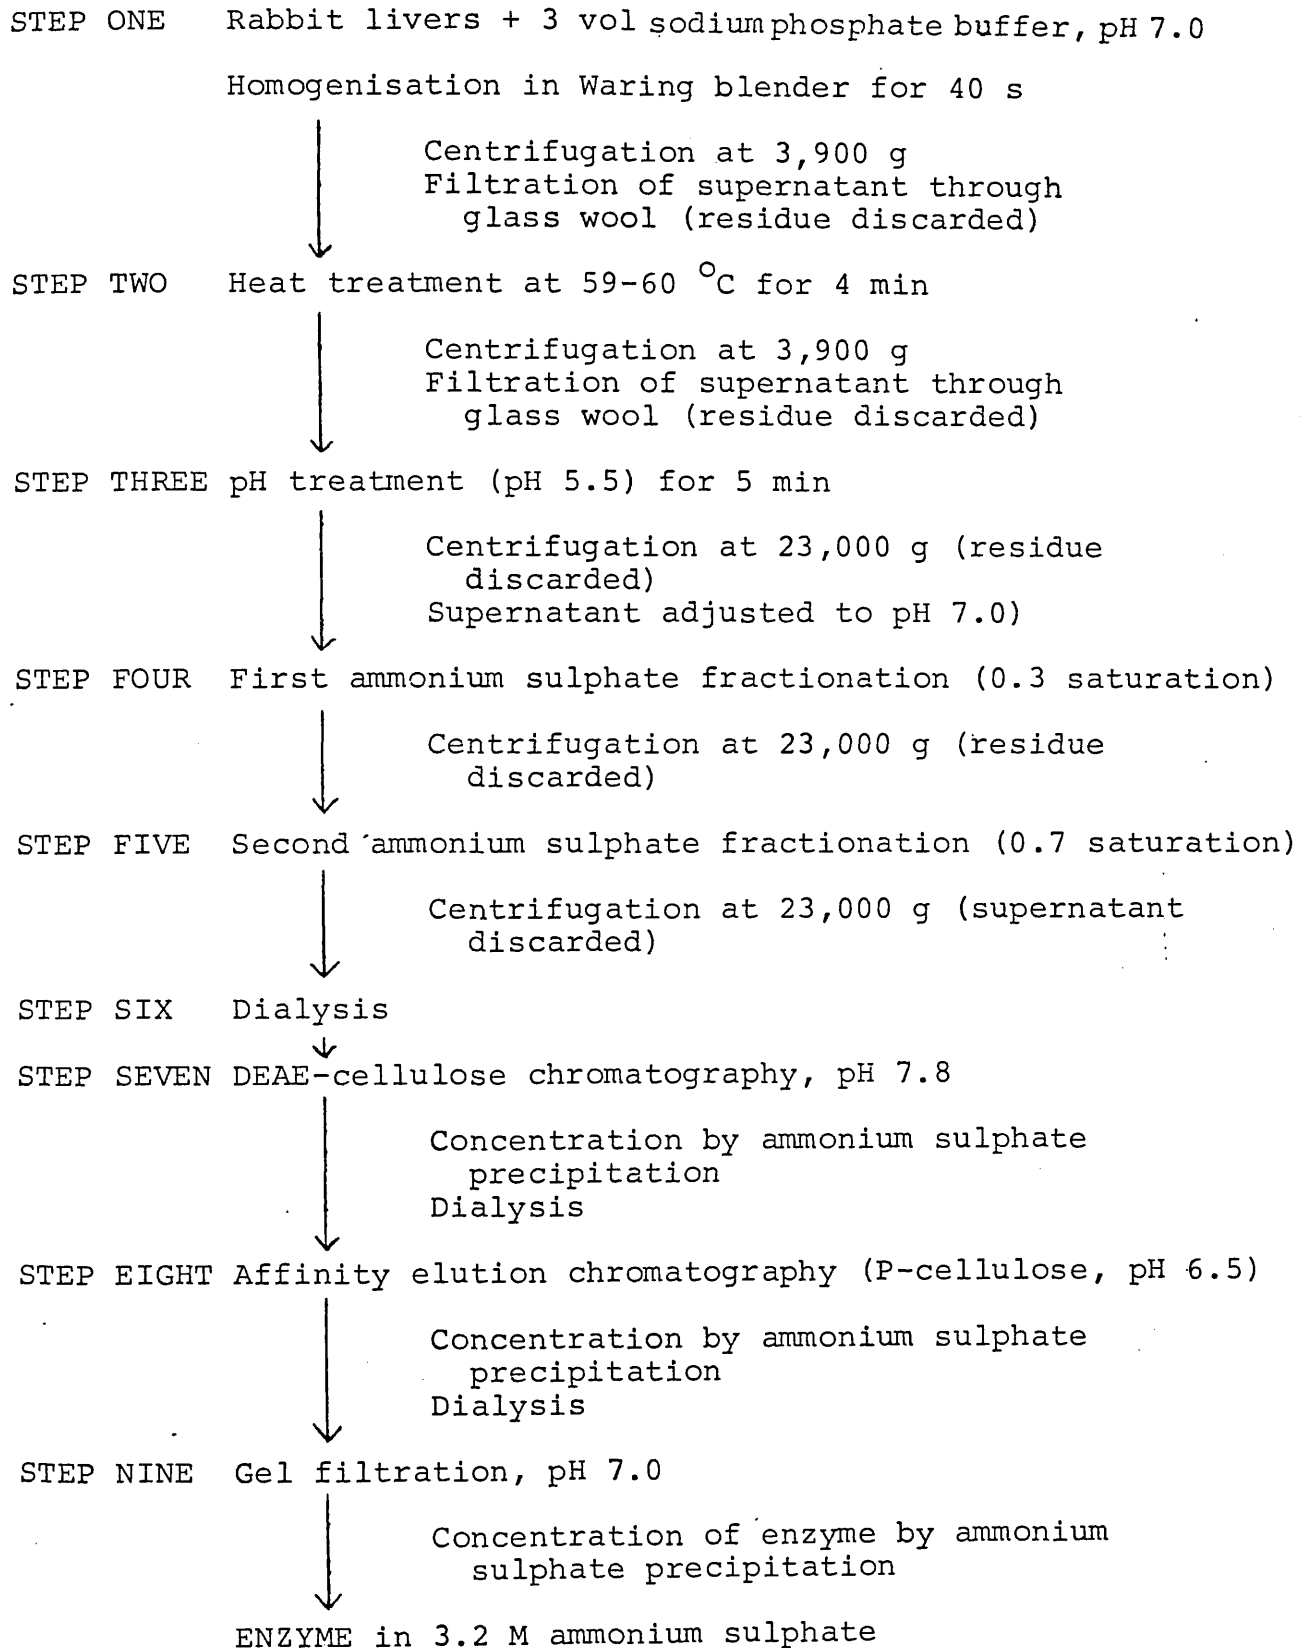 STEP ONE Rabbit livers + 3 vol sodium phosphate buffer, pH 7.0
Homogenisation in Waring blender for 40 s
Centrifugation at 3,900 g
Filtration of supernatant through
glass wool (residue discarded)
STEP TWO Heat treatment at 59-60 °C for 4 min
Centrifugation at 3,900 g
Filtration of supernatant through
glass wool (residue discarded)
STEP THREE pH treatment (pH 5.5) for 5 min
Centrifugation at 23,000 g (residue
discarded)
Supernatant adjusted to pH 7.0)
STEP FOUR First ammonium sulphate fractionation (0.3 saturation)
Centrifugation at 23,000 g (residue
discarded)
STEP FIVE Second ammonium sulphate fractionation (0.7 saturation)
Centrifugation at 23,000 g (supernatant
discarded)
STEP SIX Dialysis
STEP SEVEN DEAE-cellulose chromatography, pH 7.8
Concentration by ammonium sulphate
precipitation
Dialysis
STEP EIGHT Affinity elution chromatography (P-cellulose, pH 6.5)
Concentration by ammonium sulphate
precipitation
Dialysis
STEP NINE Gel filtration, pH 7.0
Concentration of enzyme by ammonium
sulphate precipitation
ENZYME in 3.2 M ammonium sulphate